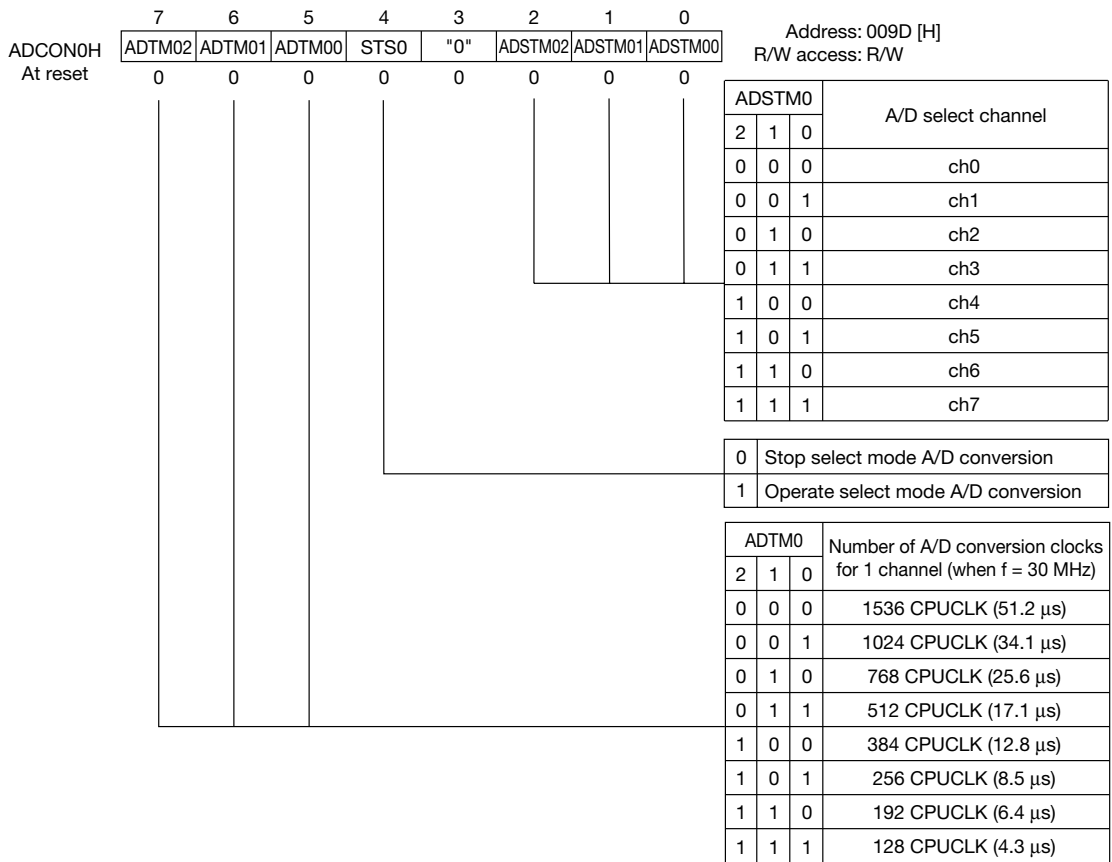 7 6 5 4 3 2 1 0
ADCON0H ADTM02 ADTM01 ADTM00 STS0 "0" ADSTM02 ADSTM01 ADSTM00
At reset 0 0 0 0 0 0 0 0
Address: 009D [H]
R/W access: R/W
ADSTM0 A/D select channel
2 1 0
0 0 0 ch0
0 0 1 ch1
0 1 0 ch2
0 1 1 ch3
1 0 0 ch4
1 0 1 ch5
1 1 0 ch6
1 1 1 ch7
0 Stop select mode A/D conversion
1 Operate select mode A/D conversion
ADTM0 Number of A/D conversion clocks
2 1 0 for 1 channel (when f = 30 MHz)
0 0 0 1536 CPUCLK (51.2 μs)
0 0 1 1024 CPUCLK (34.1 μs)
0 1 0 768 CPUCLK (25.6 μs)
0 1 1 512 CPUCLK (17.1 μs)
1 0 0 384 CPUCLK (12.8 μs)
1 0 1 256 CPUCLK (8.5 μs)
1 1 0 192 CPUCLK (6.4 μs)
1 1 1 128 CPUCLK (4.3 μs)